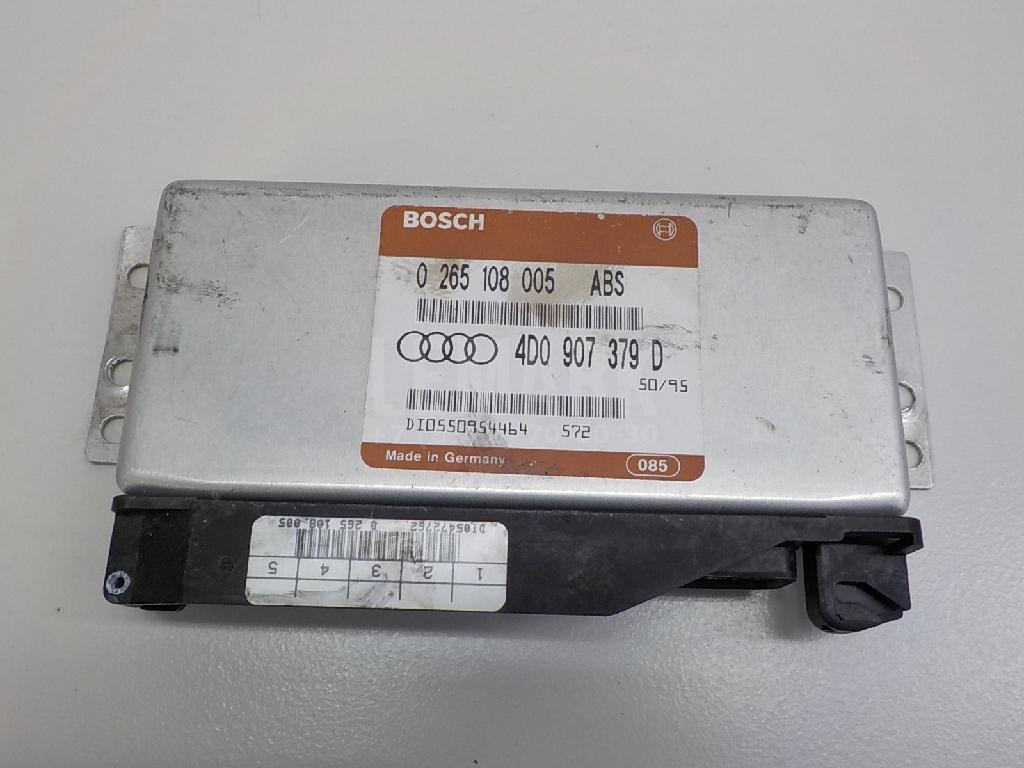 BOSCH
0 265 108 005 ABS
4D0 907 379 D
50/95
DI0550954464 572
Made in Germany 085
DI05472762 0 265 108 005
1 2 3 4 5